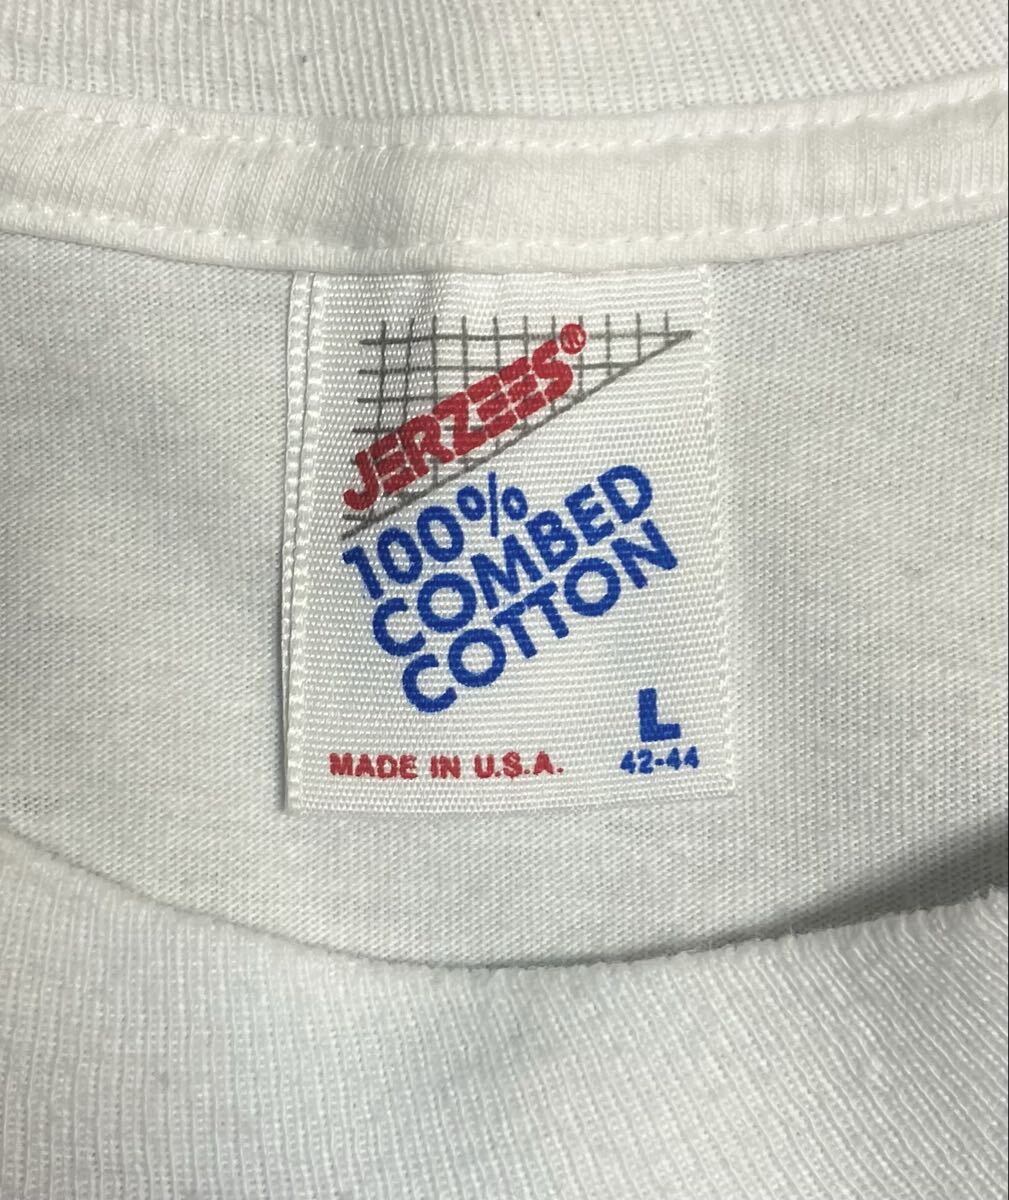 JERZEES®
100%
COMBED
COTTON
L
MADE IN U.S.A. 42-44